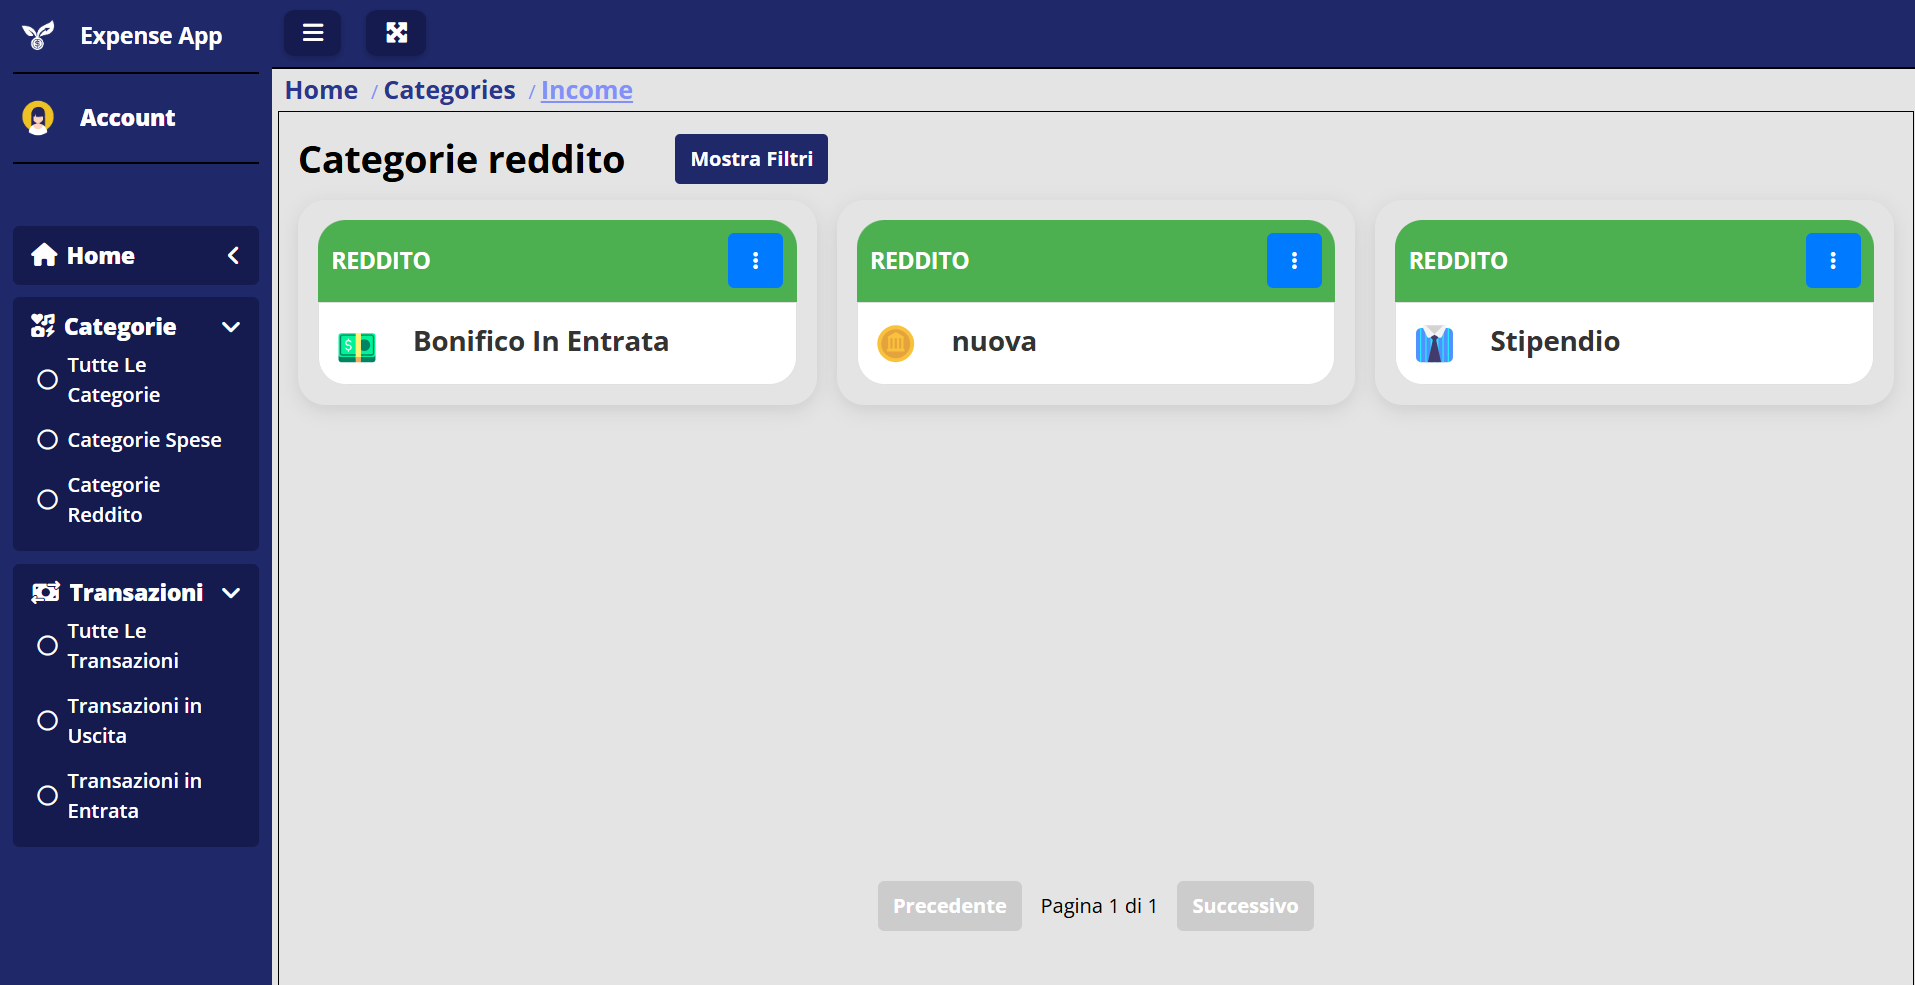 Expense App
Account
Home
Categorie
Tutte Le
Categorie
Categorie Spese
Categorie
Reddito
Transazioni
Tutte Le
Transazioni
Transazioni in
Uscita
Transazioni in
Entrata
Home / Categories / Income
Categorie reddito
Mostra Filtri
REDDITO
Bonifico In Entrata
REDDITO
nuova
REDDITO
Stipendio
Precedente
Pagina 1 di 1
Successivo